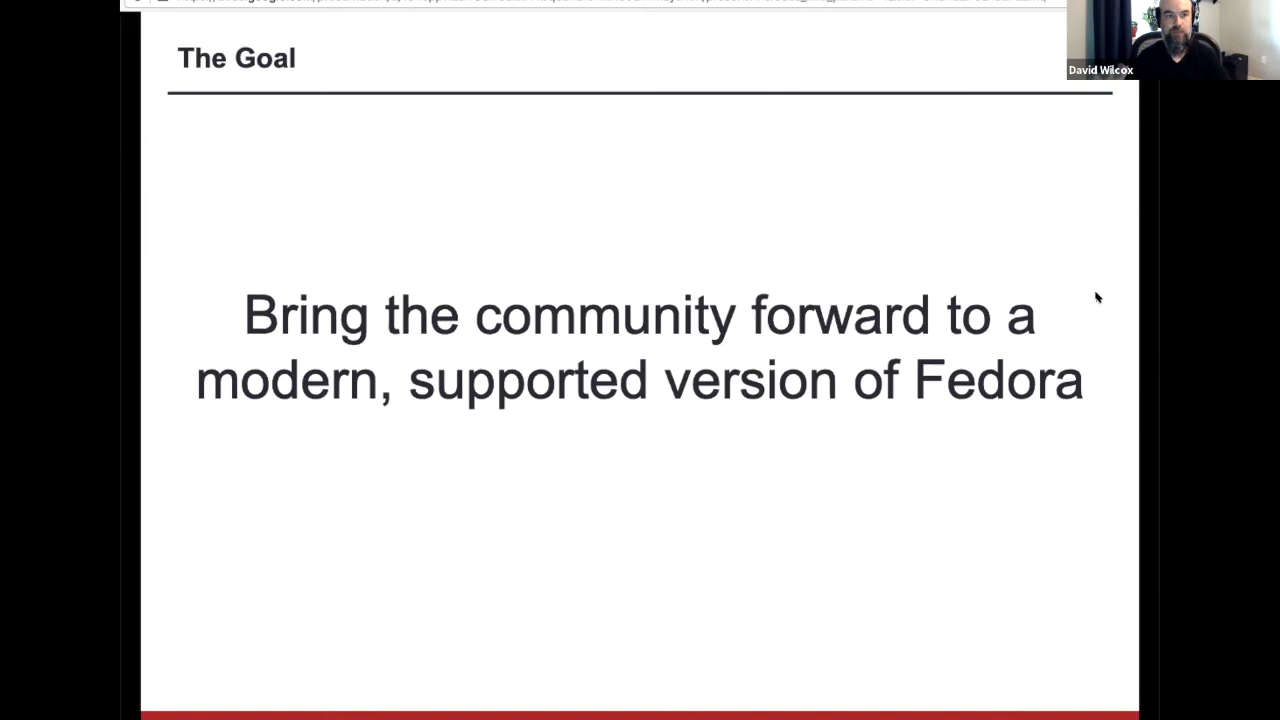 The Goal
David Wilcox
Bring the community forward to a
modern, supported version of Fedora